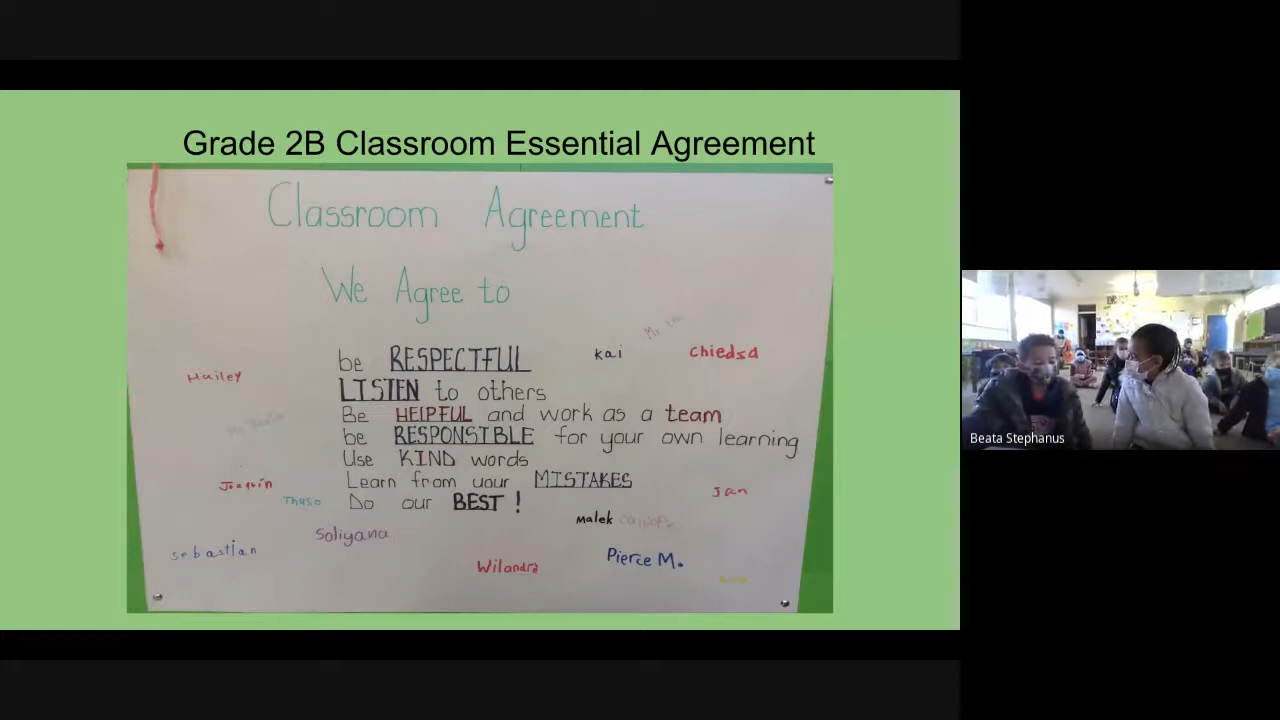 Grade 2B Classroom Essential Agreement
Classroom Agreement
We Agree to
be RESPECTFUL
LISTEN to others
Be HELPFUL and work as a team
be RESPONSIBLE for your own learning
Use KIND words
Learn from your MISTAKES
Do our BEST!
Kai
Chiedsa
Hailey
Joaquin
Thuso
Jan
Malek
Calliope
Soliyana
Sebastian
Pierce M.
Wilandra
Beata Stephanus